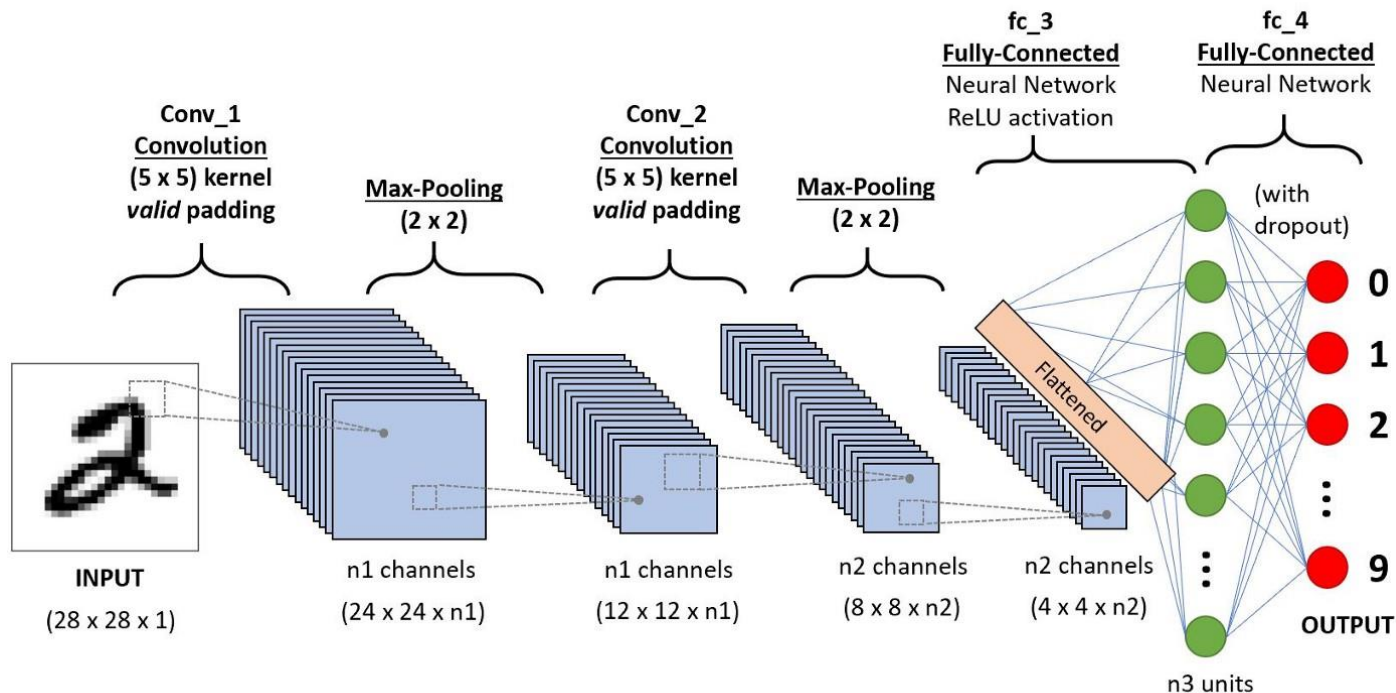 fc_3
Fully-Connected
Neural Network
ReLU activation
fc_4
Fully-Connected
Neural Network
Conv_1
Convolution
(5 x 5) kernel
valid padding
Max-Pooling
(2 x 2)
Conv_2
Convolution
(5 x 5) kernel
valid padding
Max-Pooling
(2 x 2)
(with
dropout)
INPUT
(28 x 28 x 1)
n1 channels
(24 x 24 x n1)
n1 channels
(12 x 12 x n1)
n2 channels
(8 x 8 x n2)
n2 channels
(4 x 4 x n2)
Flattened
n3 units
0
1
2
9
OUTPUT